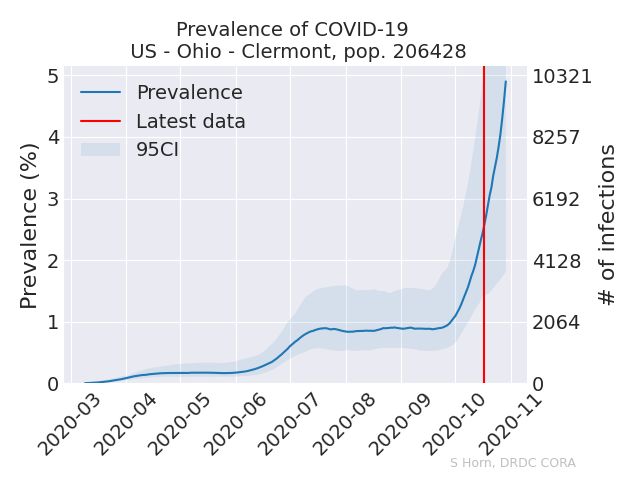 Prevalence of COVID-19
US - Ohio - Clermont, pop. 206428
Prevalence
Latest data
95CI
Prevalence (%)
5
4
3
2
1
0
10321
8257
6192
4128
2064
0
# of infections
2020-03
2020-04
2020-05
2020-06
2020-07
2020-08
2020-09
2020-10
2020-11
S Horn, DRDC CORA